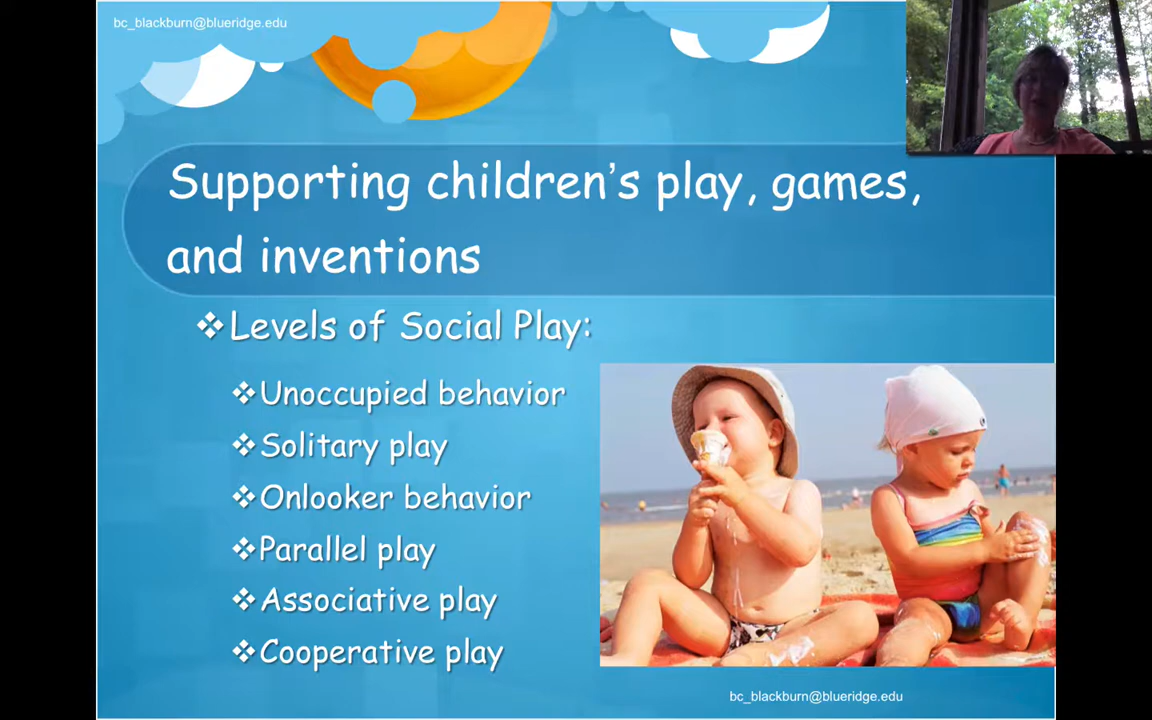 bc_blackburn@blueridge.edu
Supporting children’s play, games,
and inventions
❖Levels of Social Play:
❖Unoccupied behavior
❖Solitary play
❖Onlooker behavior
❖Parallel play
❖Associative play
❖Cooperative play
bc_blackburn@blueridge.edu